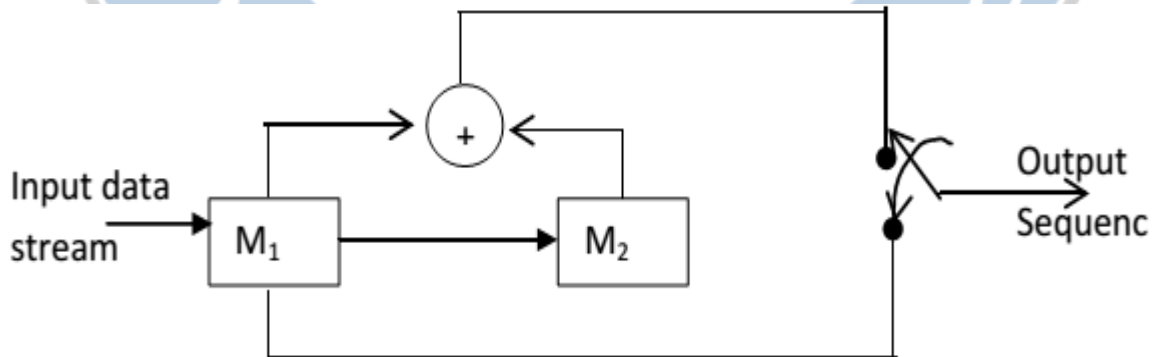 +
Input data
stream
M₁
M₂
Output
Sequenc